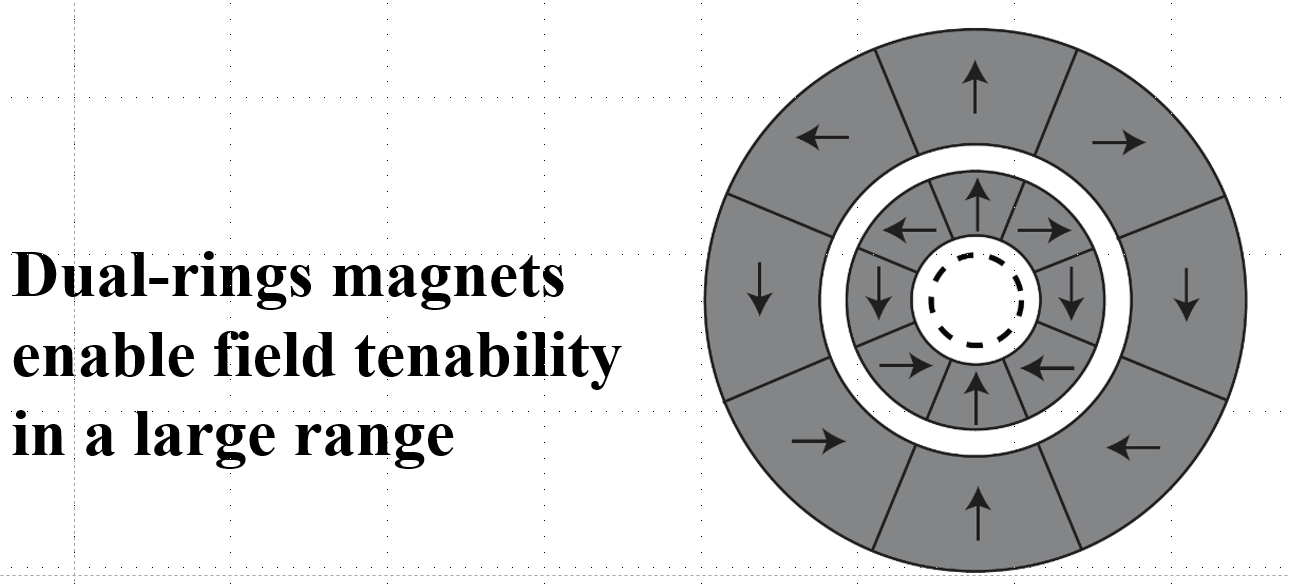 Dual-rings magnets
enable field tenability
in a large range